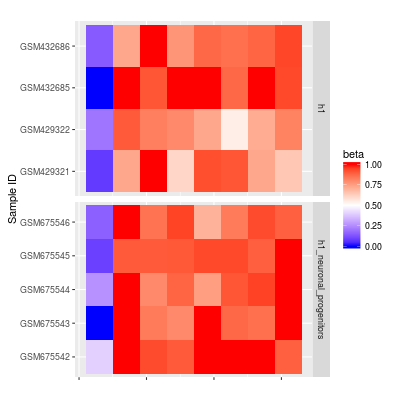 GSM432686
GSM432685
GSM429322
GSM429321
h1
GSM675546
GSM675545
GSM675544
GSM675543
GSM675542
h1_neuronal_progenitors
Sample ID
beta
1.00
0.75
0.50
0.25
0.00